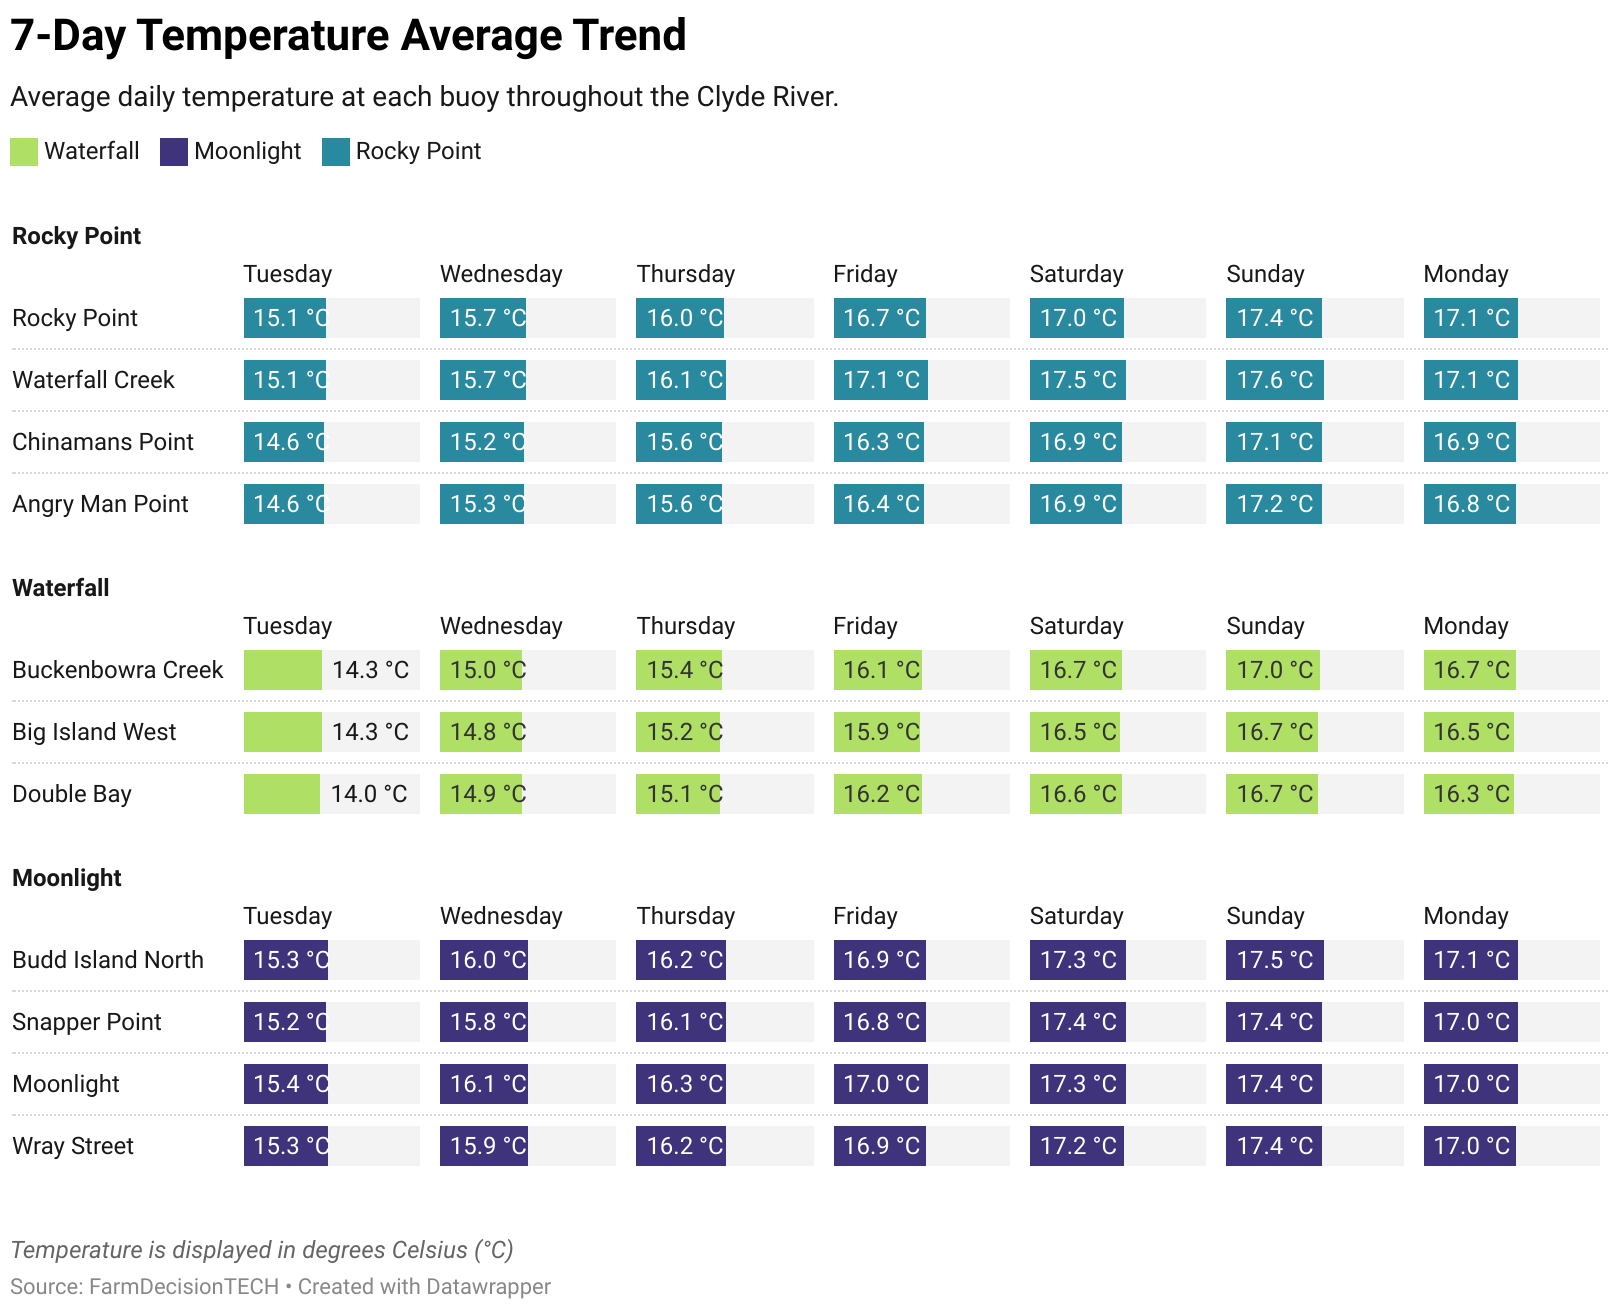 7-Day Temperature Average Trend
Average daily temperature at each buoy throughout the Clyde River.
Waterfall Moonlight Rocky Point
Rocky Point
Tuesday Wednesday Thursday Friday Saturday Sunday Monday
Rocky Point 15.1 °C 15.7 °C 16.0 °C 16.7 °C 17.0 °C 17.4 °C 17.1 °C
Waterfall Creek 15.1 °C 15.7 °C 16.1 °C 17.1 °C 17.5 °C 17.6 °C 17.1 °C
Chinamans Point 14.6 °C 15.2 °C 15.6 °C 16.3 °C 16.9 °C 17.1 °C 16.9 °C
Angry Man Point 14.6 °C 15.3 °C 15.6 °C 16.4 °C 16.9 °C 17.2 °C 16.8 °C
Waterfall
Tuesday Wednesday Thursday Friday Saturday Sunday Monday
Buckenbowra Creek 14.3 °C 15.0 °C 15.4 °C 16.1 °C 16.7 °C 17.0 °C 16.7 °C
Big Island West 14.3 °C 14.8 °C 15.2 °C 15.9 °C 16.5 °C 16.7 °C 16.5 °C
Double Bay 14.0 °C 14.9 °C 15.1 °C 16.2 °C 16.6 °C 16.7 °C 16.3 °C
Moonlight
Tuesday Wednesday Thursday Friday Saturday Sunday Monday
Budd Island North 15.3 °C 16.0 °C 16.2 °C 16.9 °C 17.3 °C 17.5 °C 17.1 °C
Snapper Point 15.2 °C 15.8 °C 16.1 °C 16.8 °C 17.4 °C 17.4 °C 17.0 °C
Moonlight 15.4 °C 16.1 °C 16.3 °C 17.0 °C 17.3 °C 17.4 °C 17.0 °C
Wray Street 15.3 °C 15.9 °C 16.2 °C 16.9 °C 17.2 °C 17.4 °C 17.0 °C
Temperature is displayed in degrees Celsius (°C)
Source: FarmDecisionTECH • Created with Datawrapper